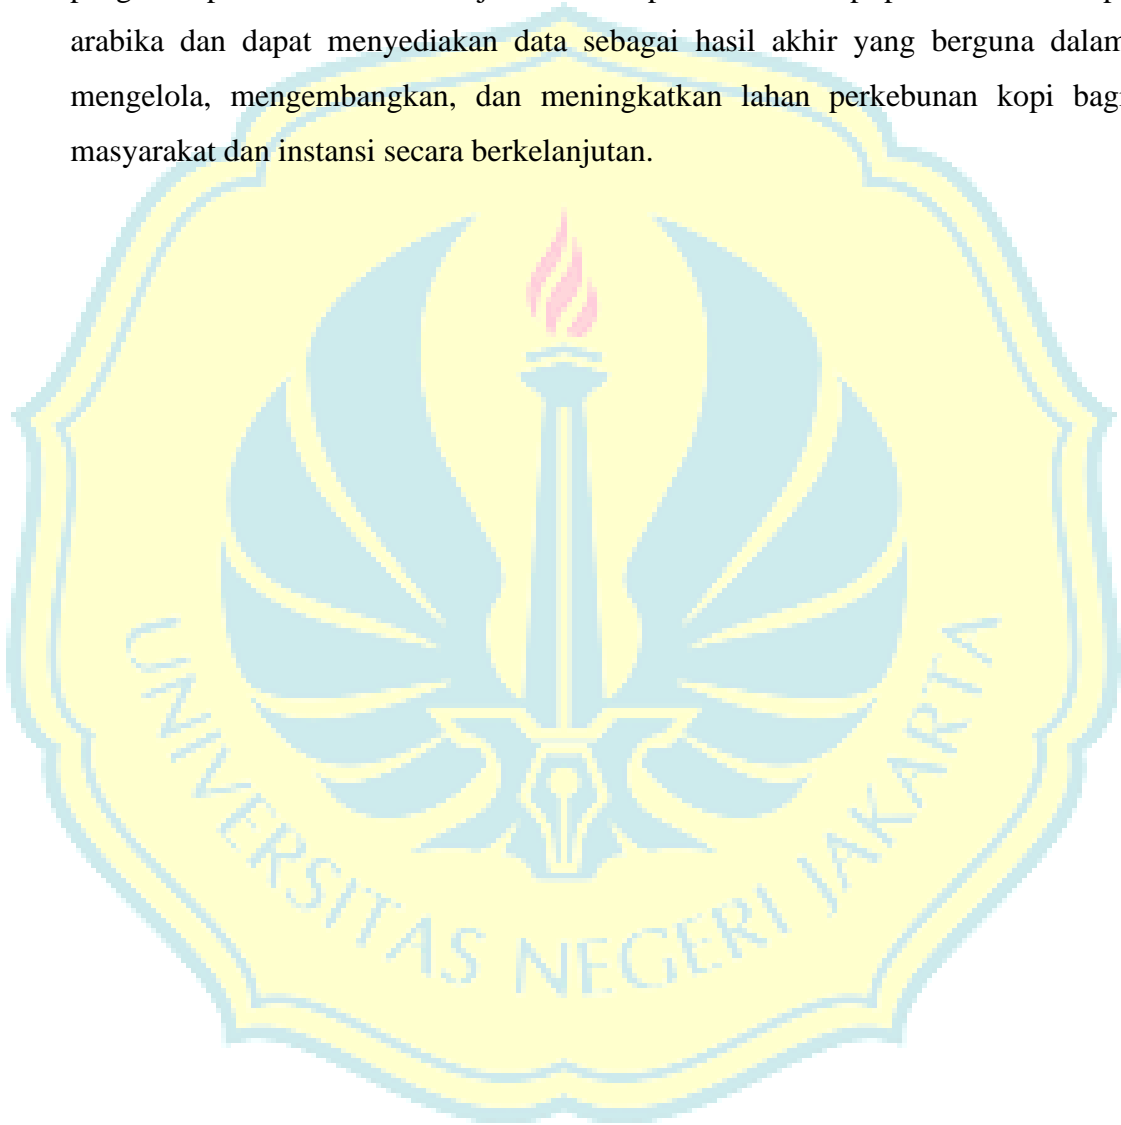 arabika dan dapat menyediakan data sebagai hasil akhir yang berguna dalam
mengelola, mengembangkan, dan meningkatkan lahan perkebunan kopi bagi
masyarakat dan instansi secara berkelanjutan.
UNIVERSITAS NEGERI JAKARTA